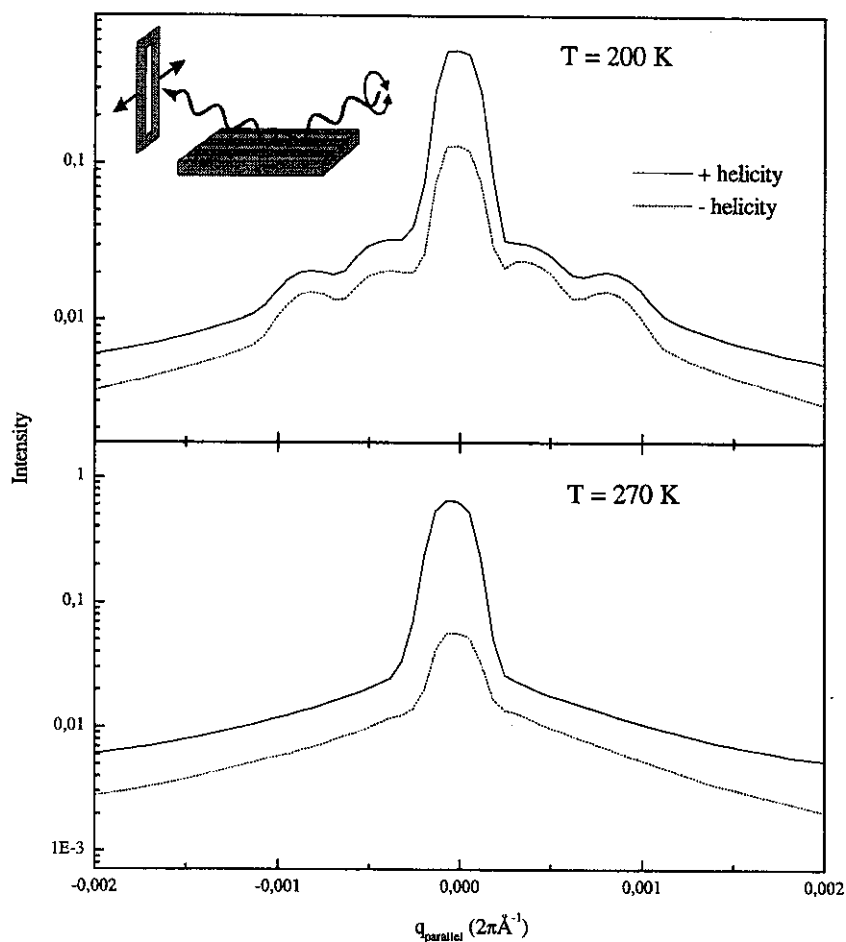 T = 200 K
+ helicity
- helicity
0,1
0,01
Intensity
T = 270 K
1
0,1
0,01
1E-3
-0,002
-0,001
0,000
0,001
0,002
q_parallel (2πÅ⁻¹)